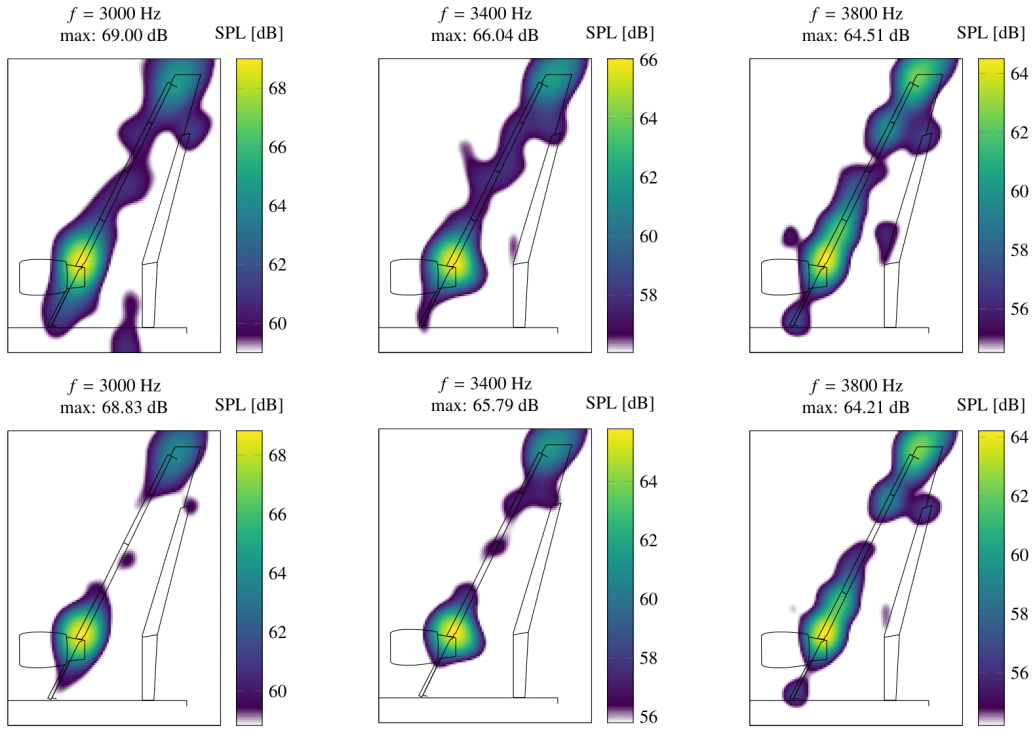 f = 3000 Hz
max: 69.00 dB
SPL [dB]
68
66
64
62
60
f = 3400 Hz
max: 66.04 dB
SPL [dB]
66
64
62
60
58
f = 3800 Hz
max: 64.51 dB
SPL [dB]
64
62
60
58
56
f = 3000 Hz
max: 68.83 dB
SPL [dB]
68
66
64
62
60
f = 3400 Hz
max: 65.79 dB
SPL [dB]
64
62
60
58
56
f = 3800 Hz
max: 64.21 dB
SPL [dB]
64
62
60
58
56